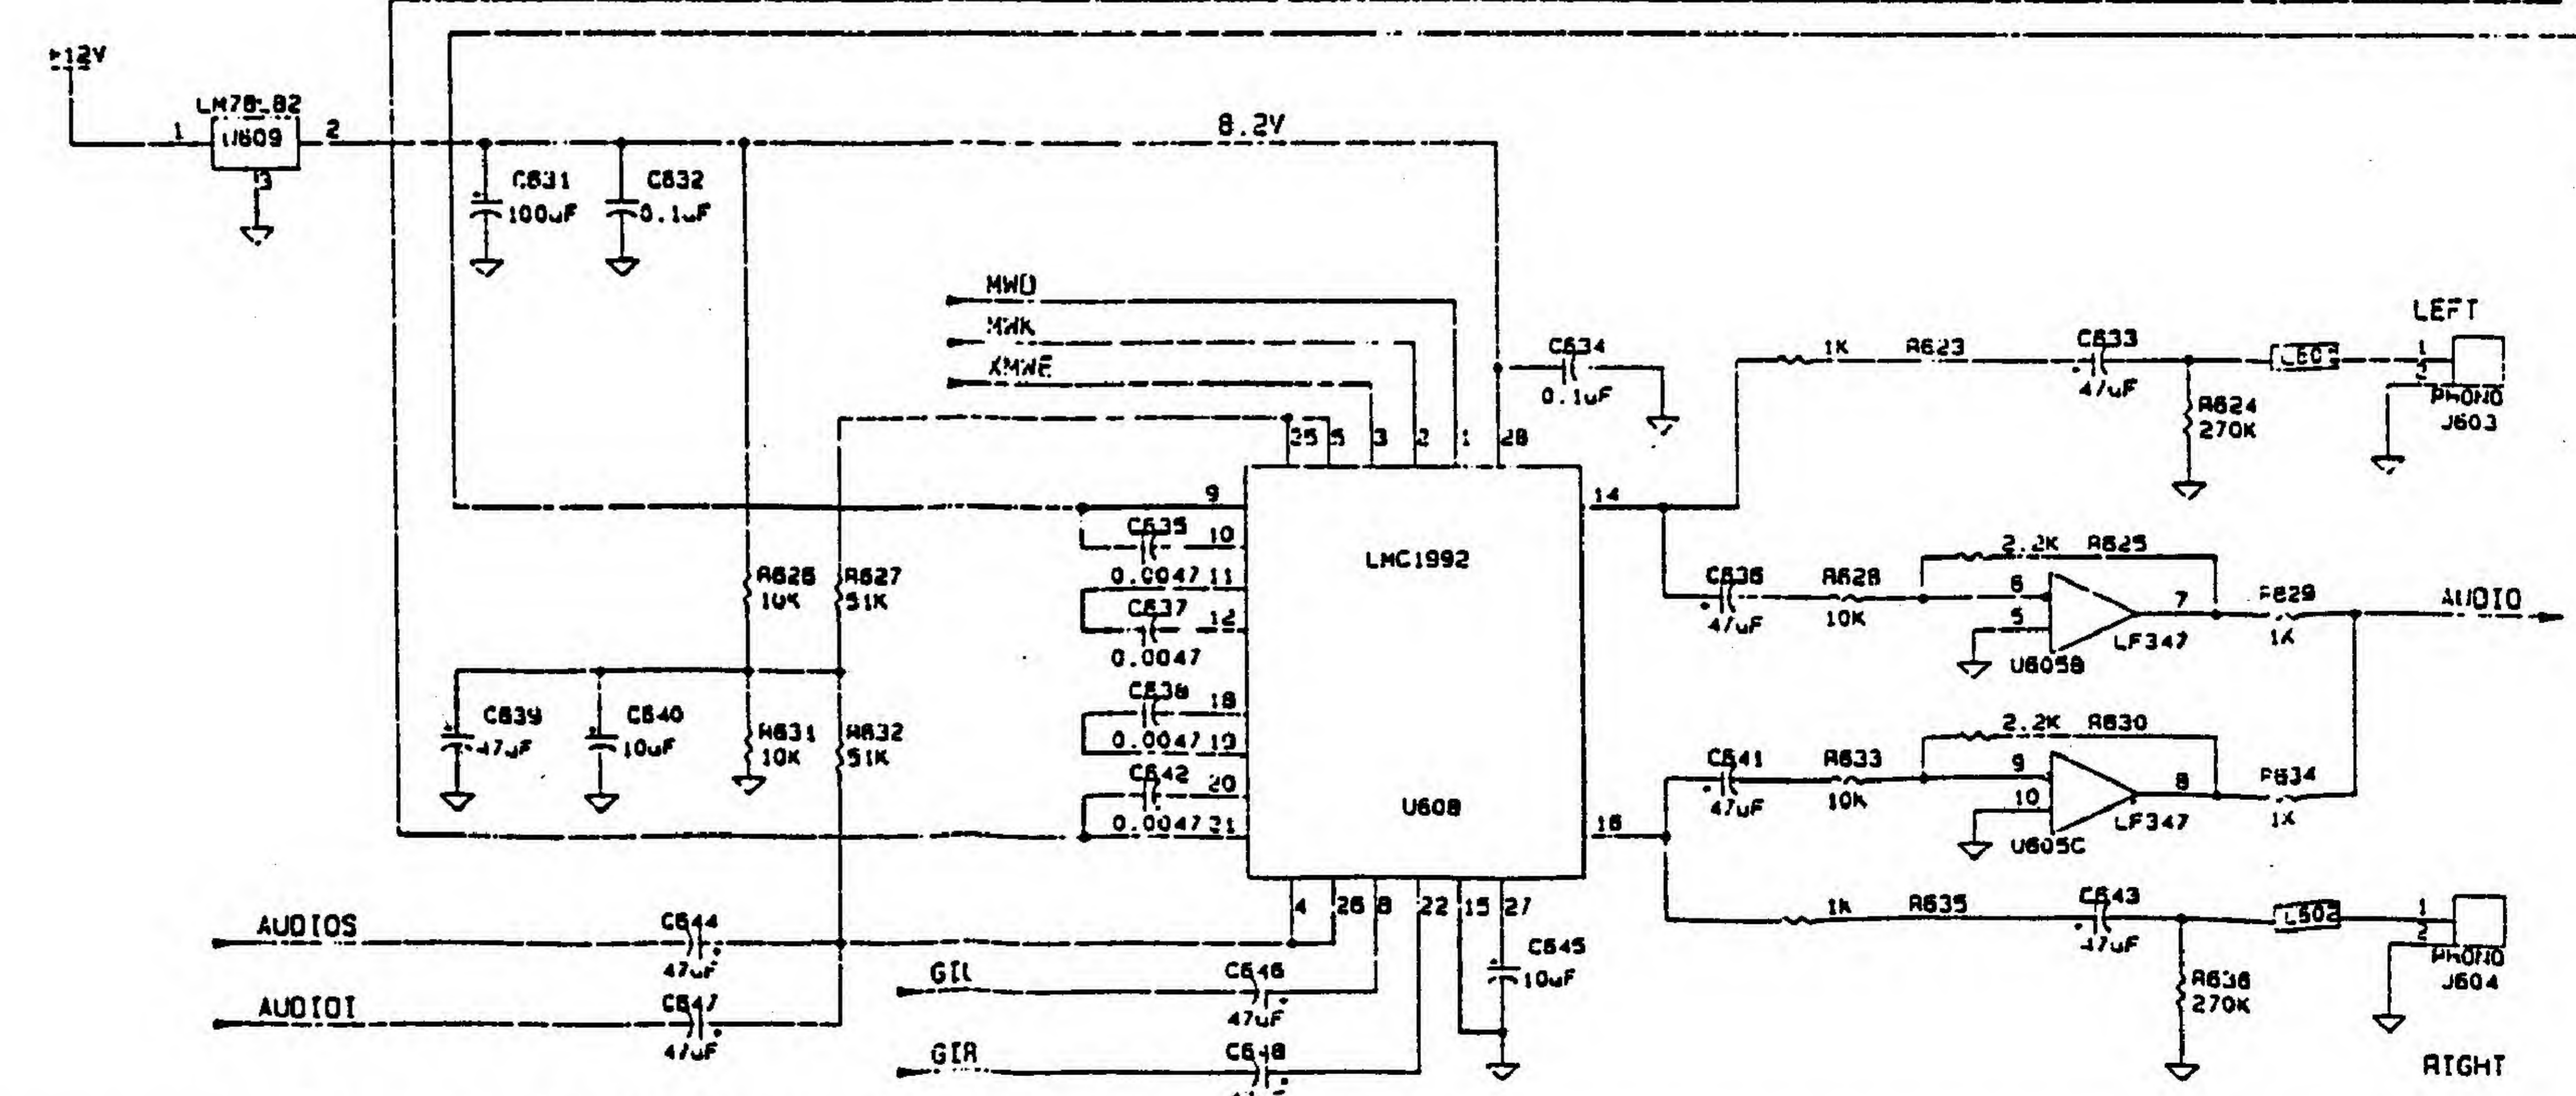 +12V
LM78L82
U609
1
2
3
8.2V
C631
100uF
C632
0.1uF
MWD
MWK
XMWE
C634
0.1uF
25
5
3
2
1
28
1K
R623
C633
47uF
LEFT
1
2
PHONO
J603
R624
270K
9
C635
10
0.0047
11
C637
12
0.0047
C638
18
0.0047
19
C642
20
0.0047
21
LMC1992
U608
14
16
R626
10K
R627
51K
C639
47uF
C640
10uF
R631
10K
R632
51K
C636
47uF
R628
10K
2.2K
R625
6
5
7
U605B
LF347
R629
1K
AUDIO
C641
47uF
R633
10K
2.2K
R630
9
10
8
U605C
LF347
R634
1K
4
26
8
22
15
27
C645
10uF
1K
R635
C643
47uF
L602
1
2
PHONO
J604
R636
270K
RIGHT
AUDIOS
C644
47uF
AUDIOI
C647
47uF
GIL
C646
47uF
GIR
C648